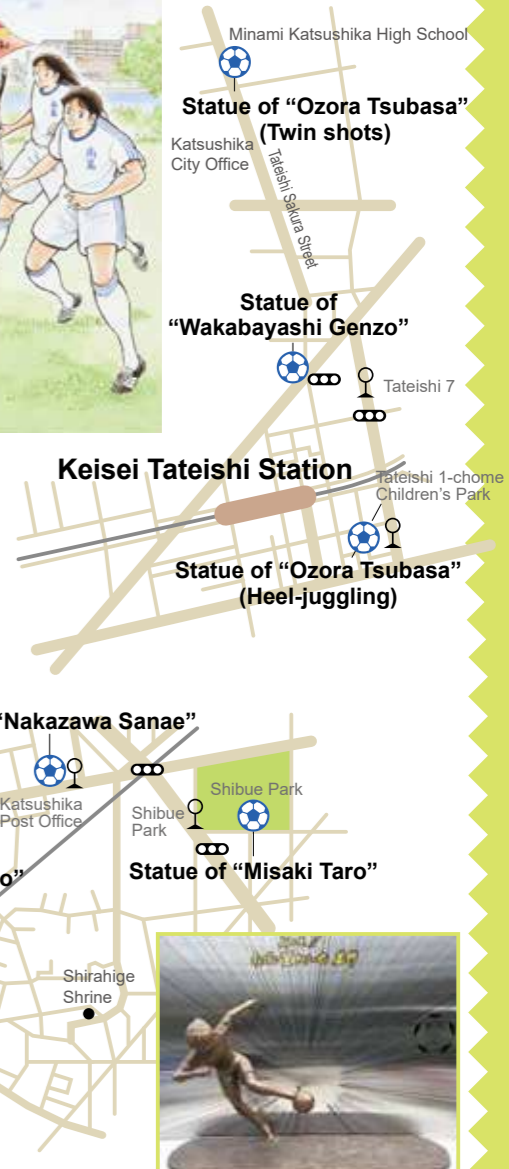 Minami Katsushika High School
Statue of “Ozora Tsubasa”
(Twin shots)
Katsushika
City Office
Tateishi Sakura Street
Statue of
“Wakabayashi Genzo”
Tateishi 7
Keisei Tateishi Station
Tateishi 1-chome
Children’s Park
Statue of “Ozora Tsubasa”
(Heel-juggling)
“Nakazawa Sanae”
Katsushika
Post Office
Shibue Park
Shibue
Park
Statue of “Misaki Taro”
o”
Shirahige
Shrine